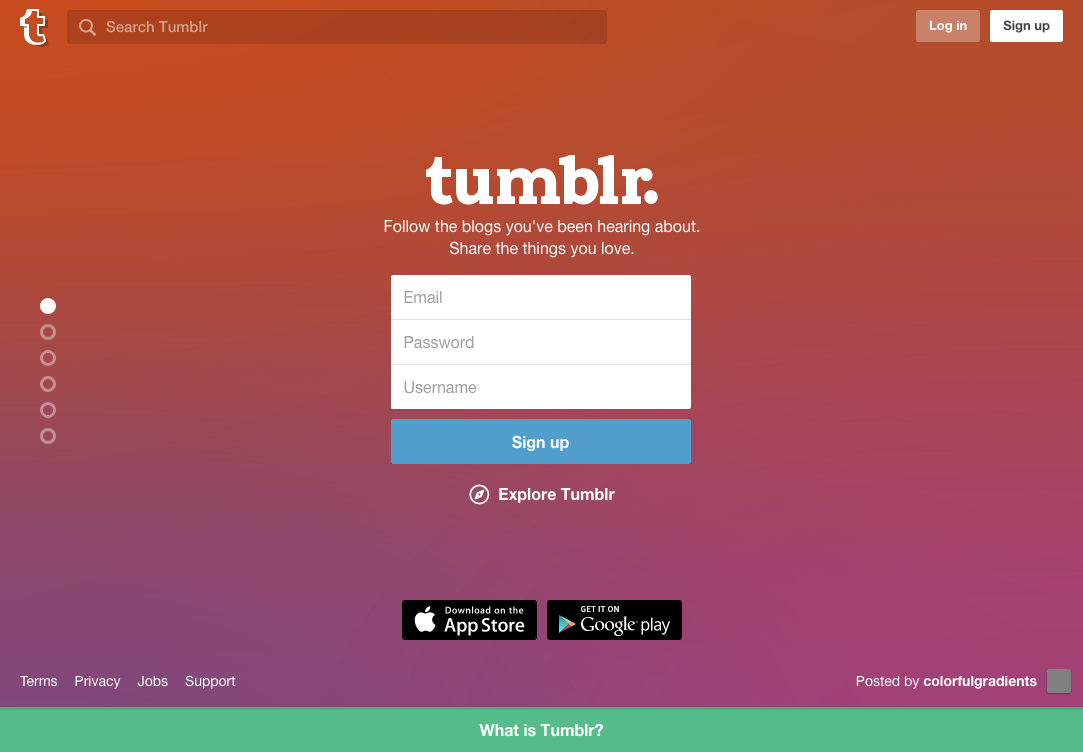 t
Search Tumblr
Log in
Sign up
tumblr.
Follow the blogs you've been hearing about.
Share the things you love.
Email
Password
Username
Sign up
Explore Tumblr
Download on the
App Store
GET IT ON
Google play
Terms Privacy Jobs Support
Posted by colorfulgradients
What is Tumblr?